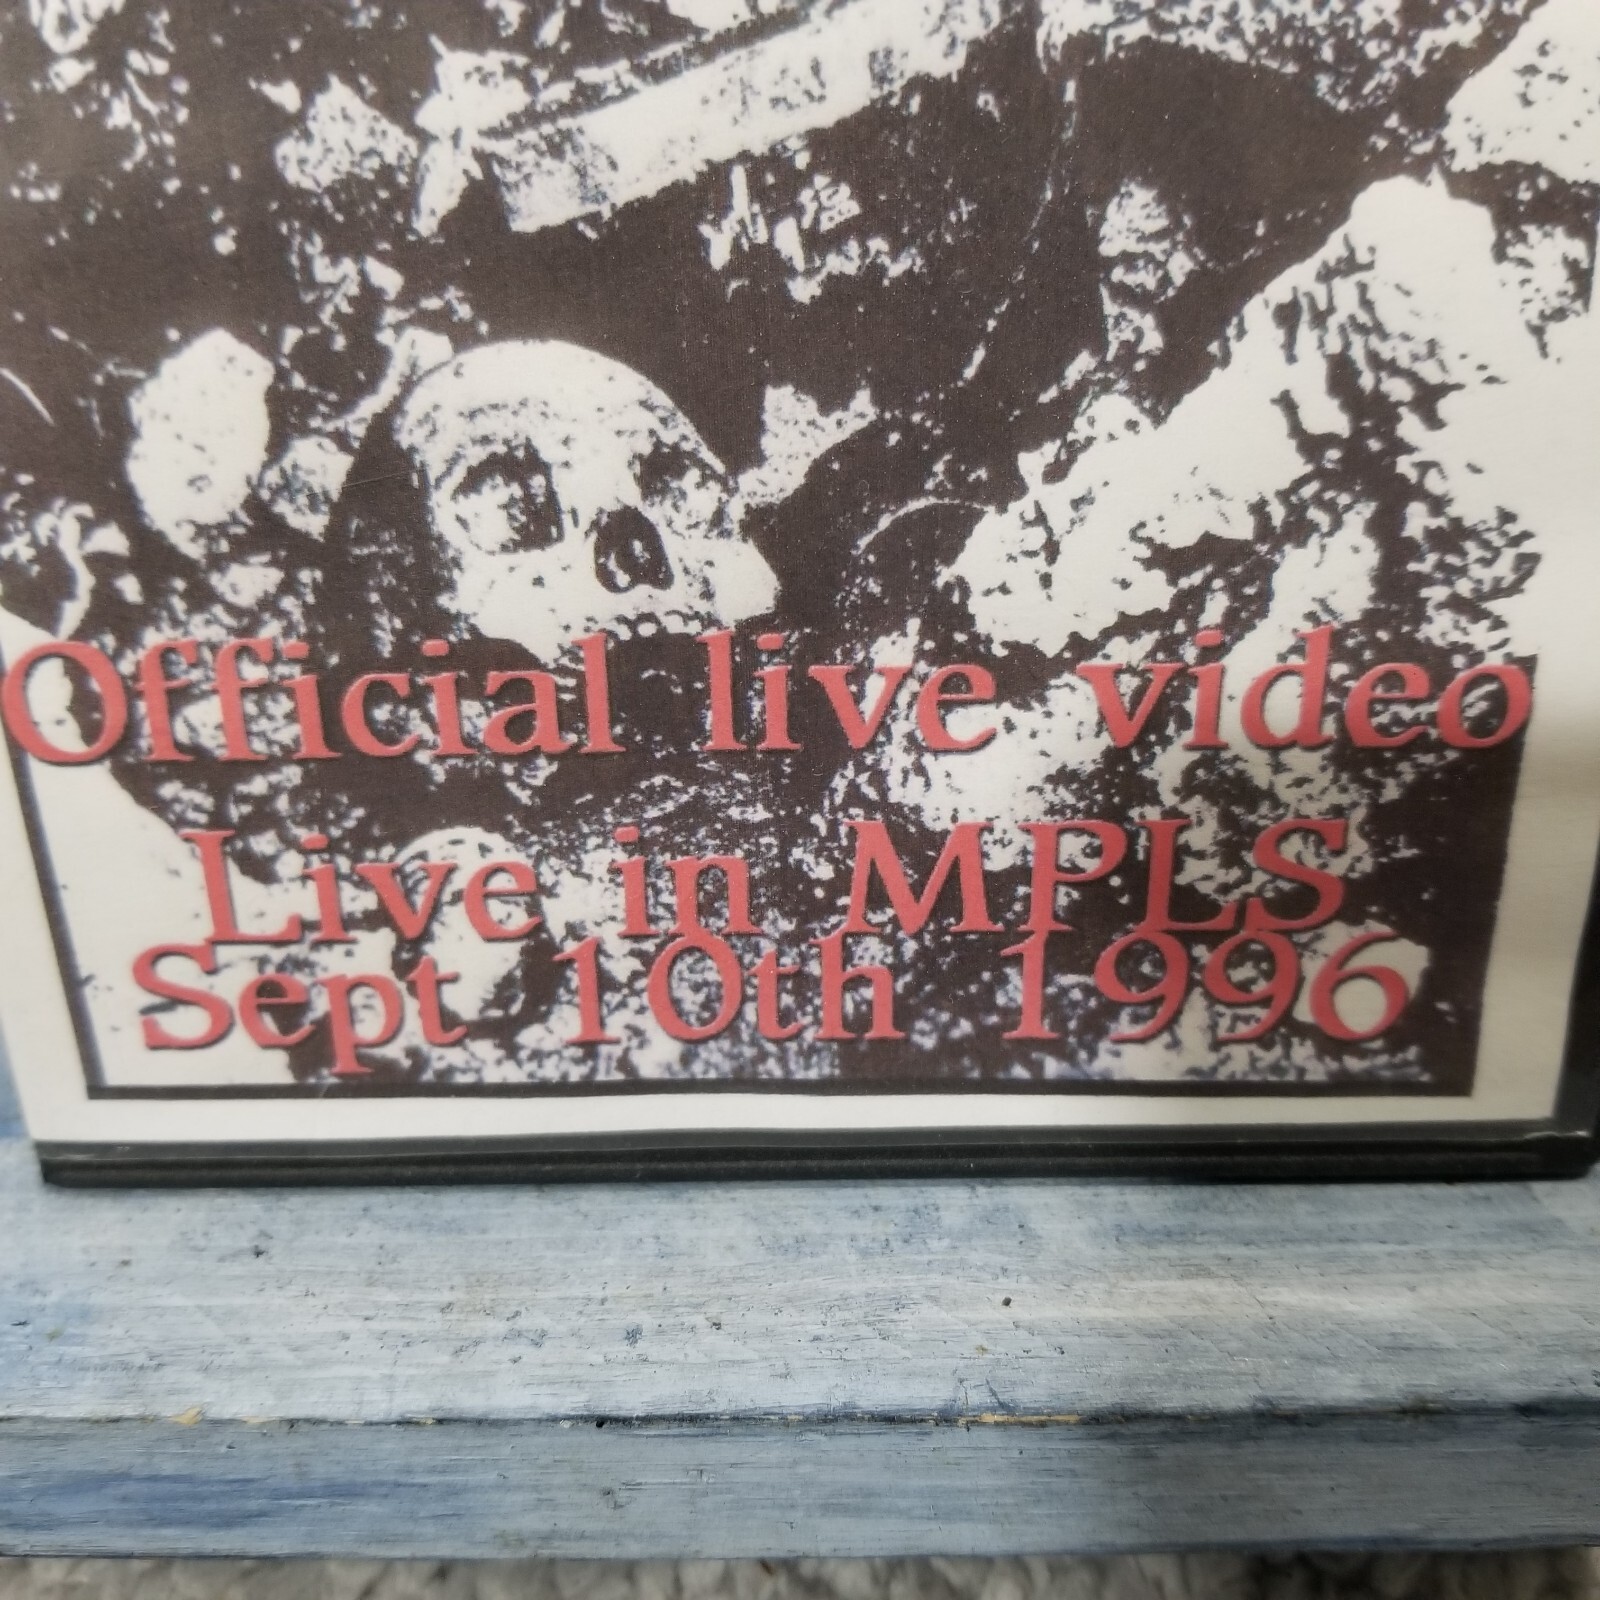 Official live video
Live in MPLS
Sept 10th 1996